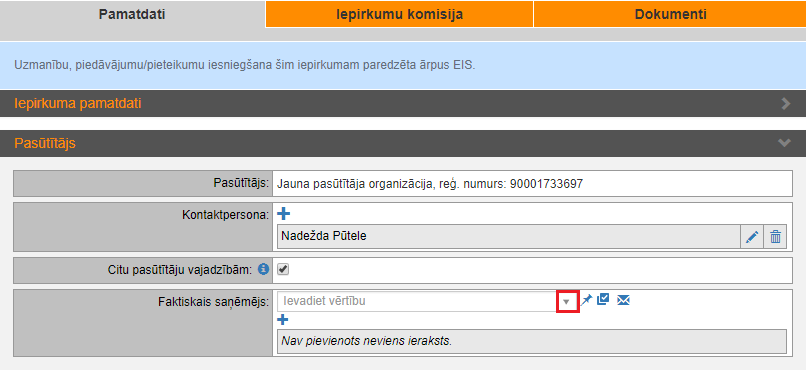 Pamatdati Iepirkumu komisija Dokumenti
Uzmanību, piedāvājumu/pieteikumu iesniegšana šim iepirkumam paredzēta ārpus EIS.
Iepirkuma pamatdati
Pasūtītājs
Pasūtītājs: Jauna pasūtītāja organizācija, reģ. numurs: 90001733697
Kontaktpersona:
Nadežda Pūtele
Citu pasūtītāju vajadzībām:
Faktiskais saņēmējs: Ievadiet vērtību
Nav pievienots neviens ieraksts.